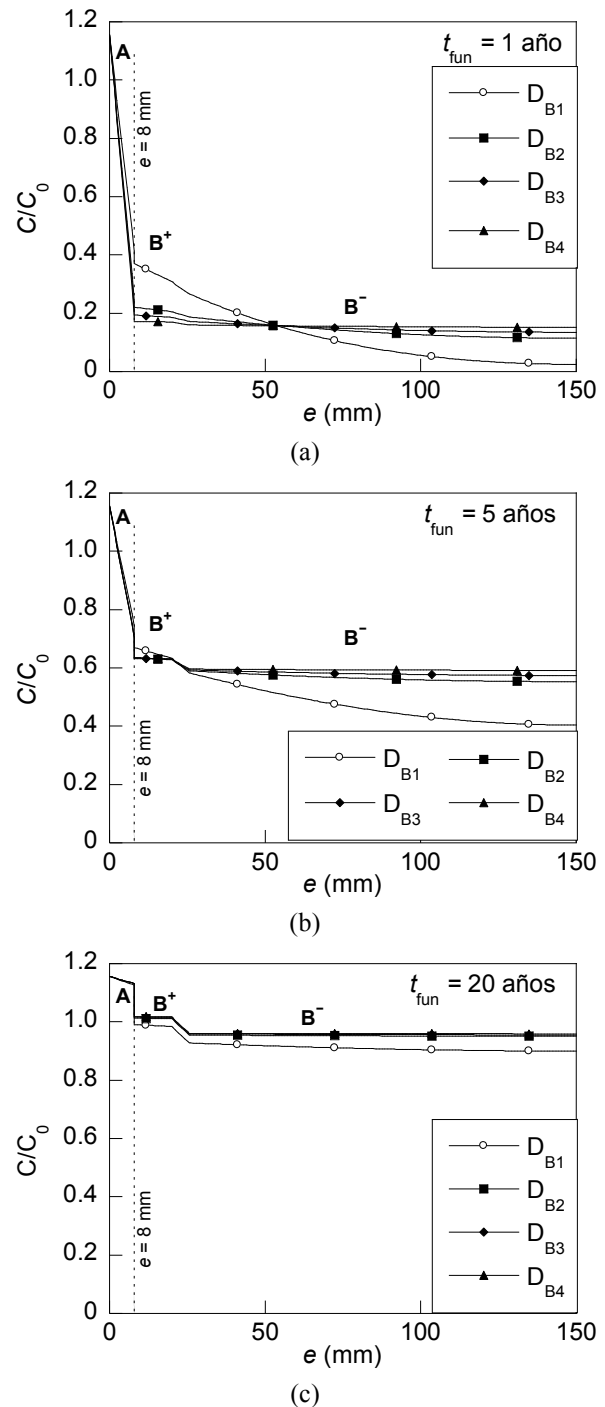 1.2
A
t_fun = 1 año
D_B1
D_B2
D_B3
D_B4
e = 8 mm
1.0
0.8
0.6
C/C_0
0.4
B⁺
B⁻
0.2
0
0 50 100 150
e (mm)
(a)
1.2
A
t_fun = 5 años
1.0
0.8
B⁺
B⁻
0.6
C/C_0
0.4
e = 8 mm
D_B1 D_B2
D_B3 D_B4
0.2
0
0 50 100 150
e (mm)
(b)
1.2
A
B⁺
B⁻
t_fun = 20 años
1.0
0.8
0.6
C/C_0
0.4
e = 8 mm
D_B1
D_B2
D_B3
D_B4
0.2
0
0 50 100 150
e (mm)
(c)